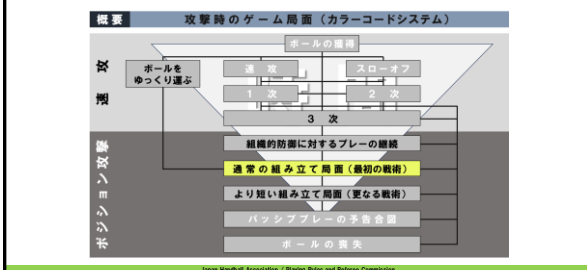 概要 攻撃時のゲーム局面（カラーコードシステム）
ボールの獲得
速攻
ボールを
ゆっくり運ぶ
速 攻
スローオフ
1 次
2 次
3 次
ポジション攻撃
組織的防御に対するプレーの継続
通常の組み立て局面（最初の戦術）
より短い組み立て局面（更なる戦術）
パッシブプレーの予告合図
ボールの喪失
Japan Handball Association / Playing Rules and Referee Commission